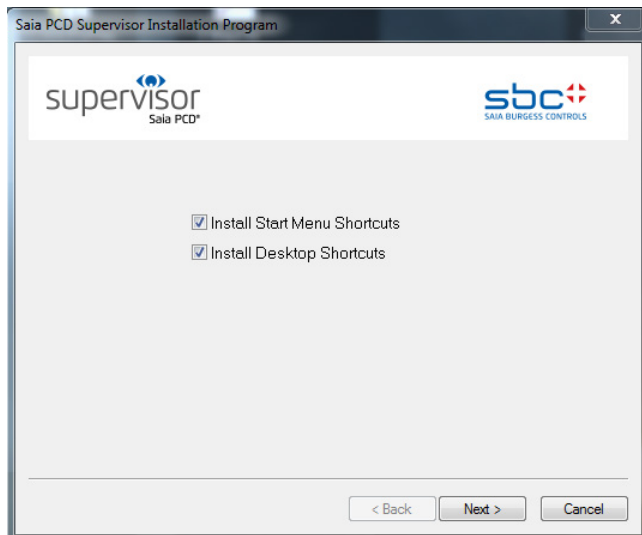 Saia PCD Supervisor Installation Program
x
supervisor
Saia PCD®
sbc
SAIA BURGESS CONTROLS
Install Start Menu Shortcuts
Install Desktop Shortcuts
< Back Next > Cancel